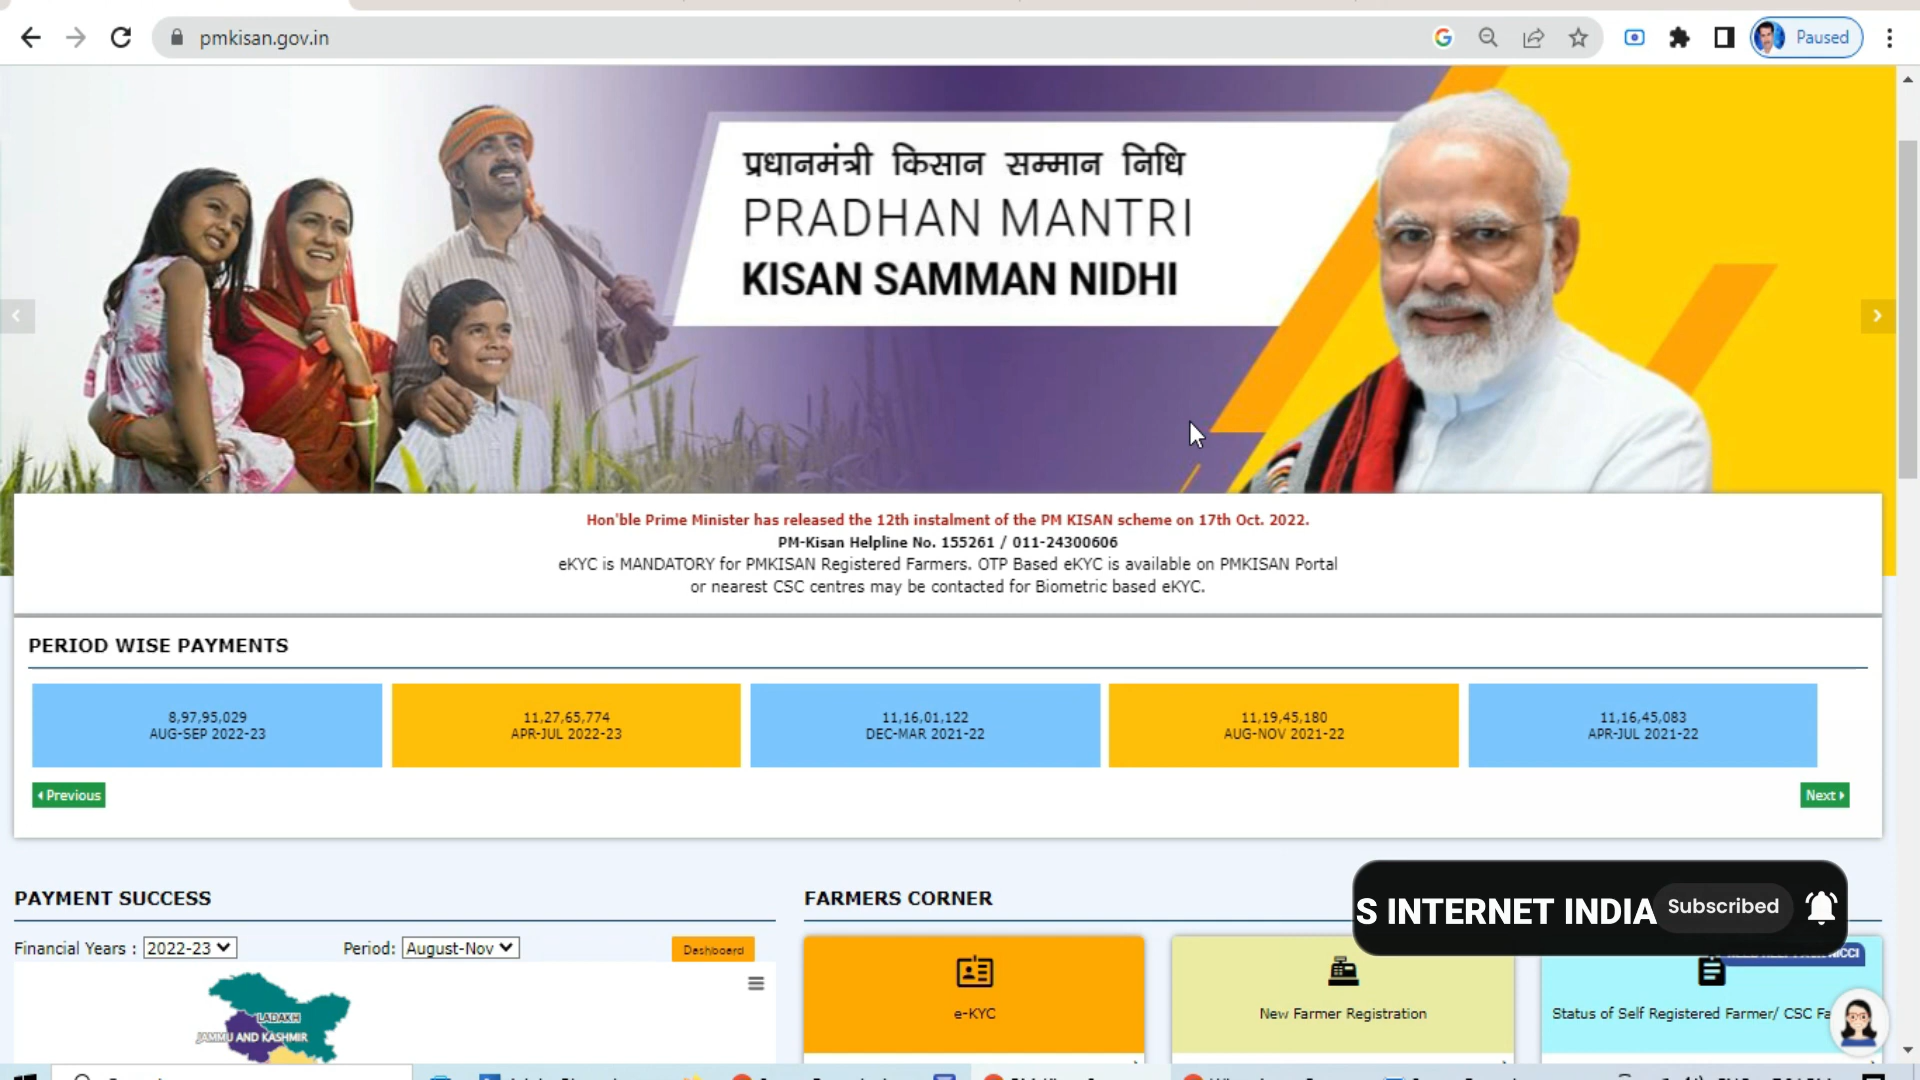 pmkisan.gov.in
Paused
प्रधानमंत्री किसान सम्मान निधि
PRADHAN MANTRI
KISAN SAMMAN NIDHI
Hon'ble Prime Minister has released the 12th instalment of the PM KISAN scheme on 17th Oct. 2022.
PM-Kisan Helpline No. 155261 / 011-24300606
eKYC is MANDATORY for PMKISAN Registered Farmers. OTP Based eKYC is available on PMKISAN Portal
or nearest CSC centres may be contacted for Biometric based eKYC.
PERIOD WISE PAYMENTS
8,97,95,029
AUG-SEP 2022-23
11,27,65,774
APR-JUL 2022-23
11,16,01,122
DEC-MAR 2021-22
11,19,45,180
AUG-NOV 2021-22
11,16,45,083
APR-JUL 2021-22
Previous
Next
PAYMENT SUCCESS
Financial Years : 2022-23
Period: August-Nov
Dashboard
LADAKH
JAMMU AND KASHMIR
FARMERS CORNER
S INTERNET INDIA Subscribed
e-KYC
New Farmer Registration
Status of Self Registered Farmer/ CSC Fa